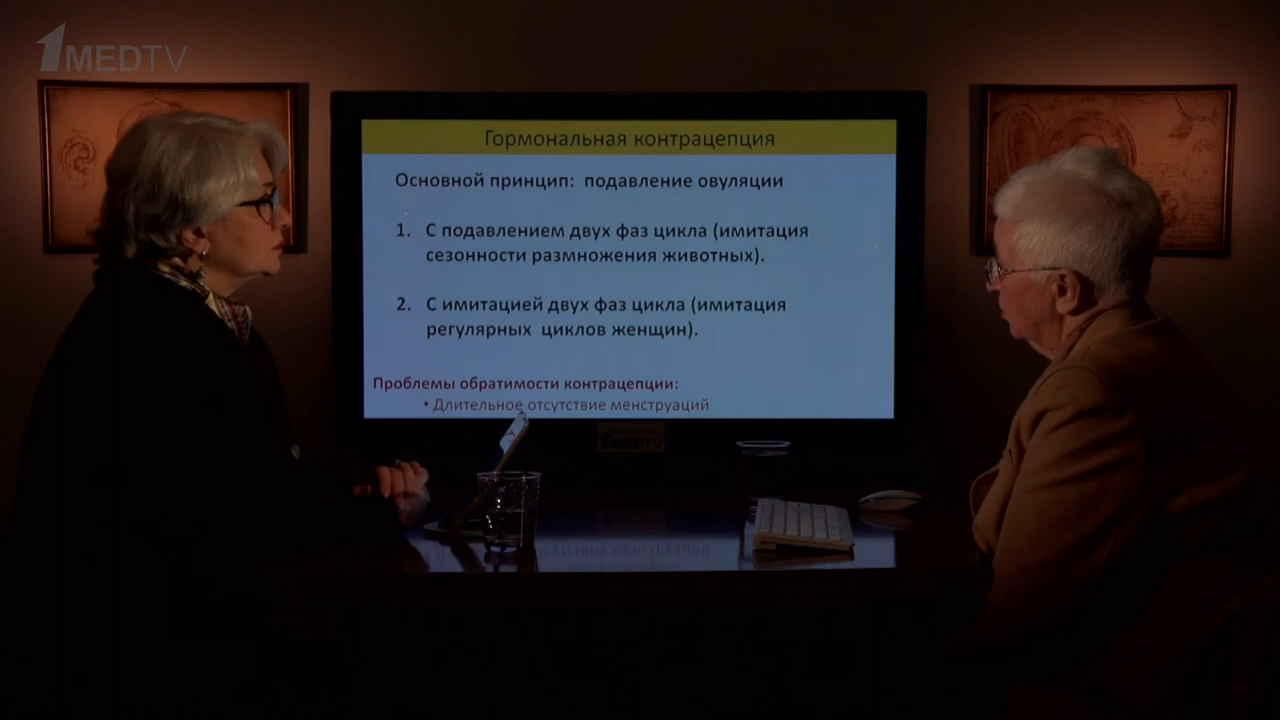 1MEDTV
Гормональная контрацепция
Основной принцип: подавление овуляции
1. С подавлением двух фаз цикла (имитация
сезонности размножения животных).
2. С имитацией двух фаз цикла (имитация
регулярных циклов женщин).
Проблемы обратимости контрацепции:
• Длительное отсутствие менструаций
1MEDTV